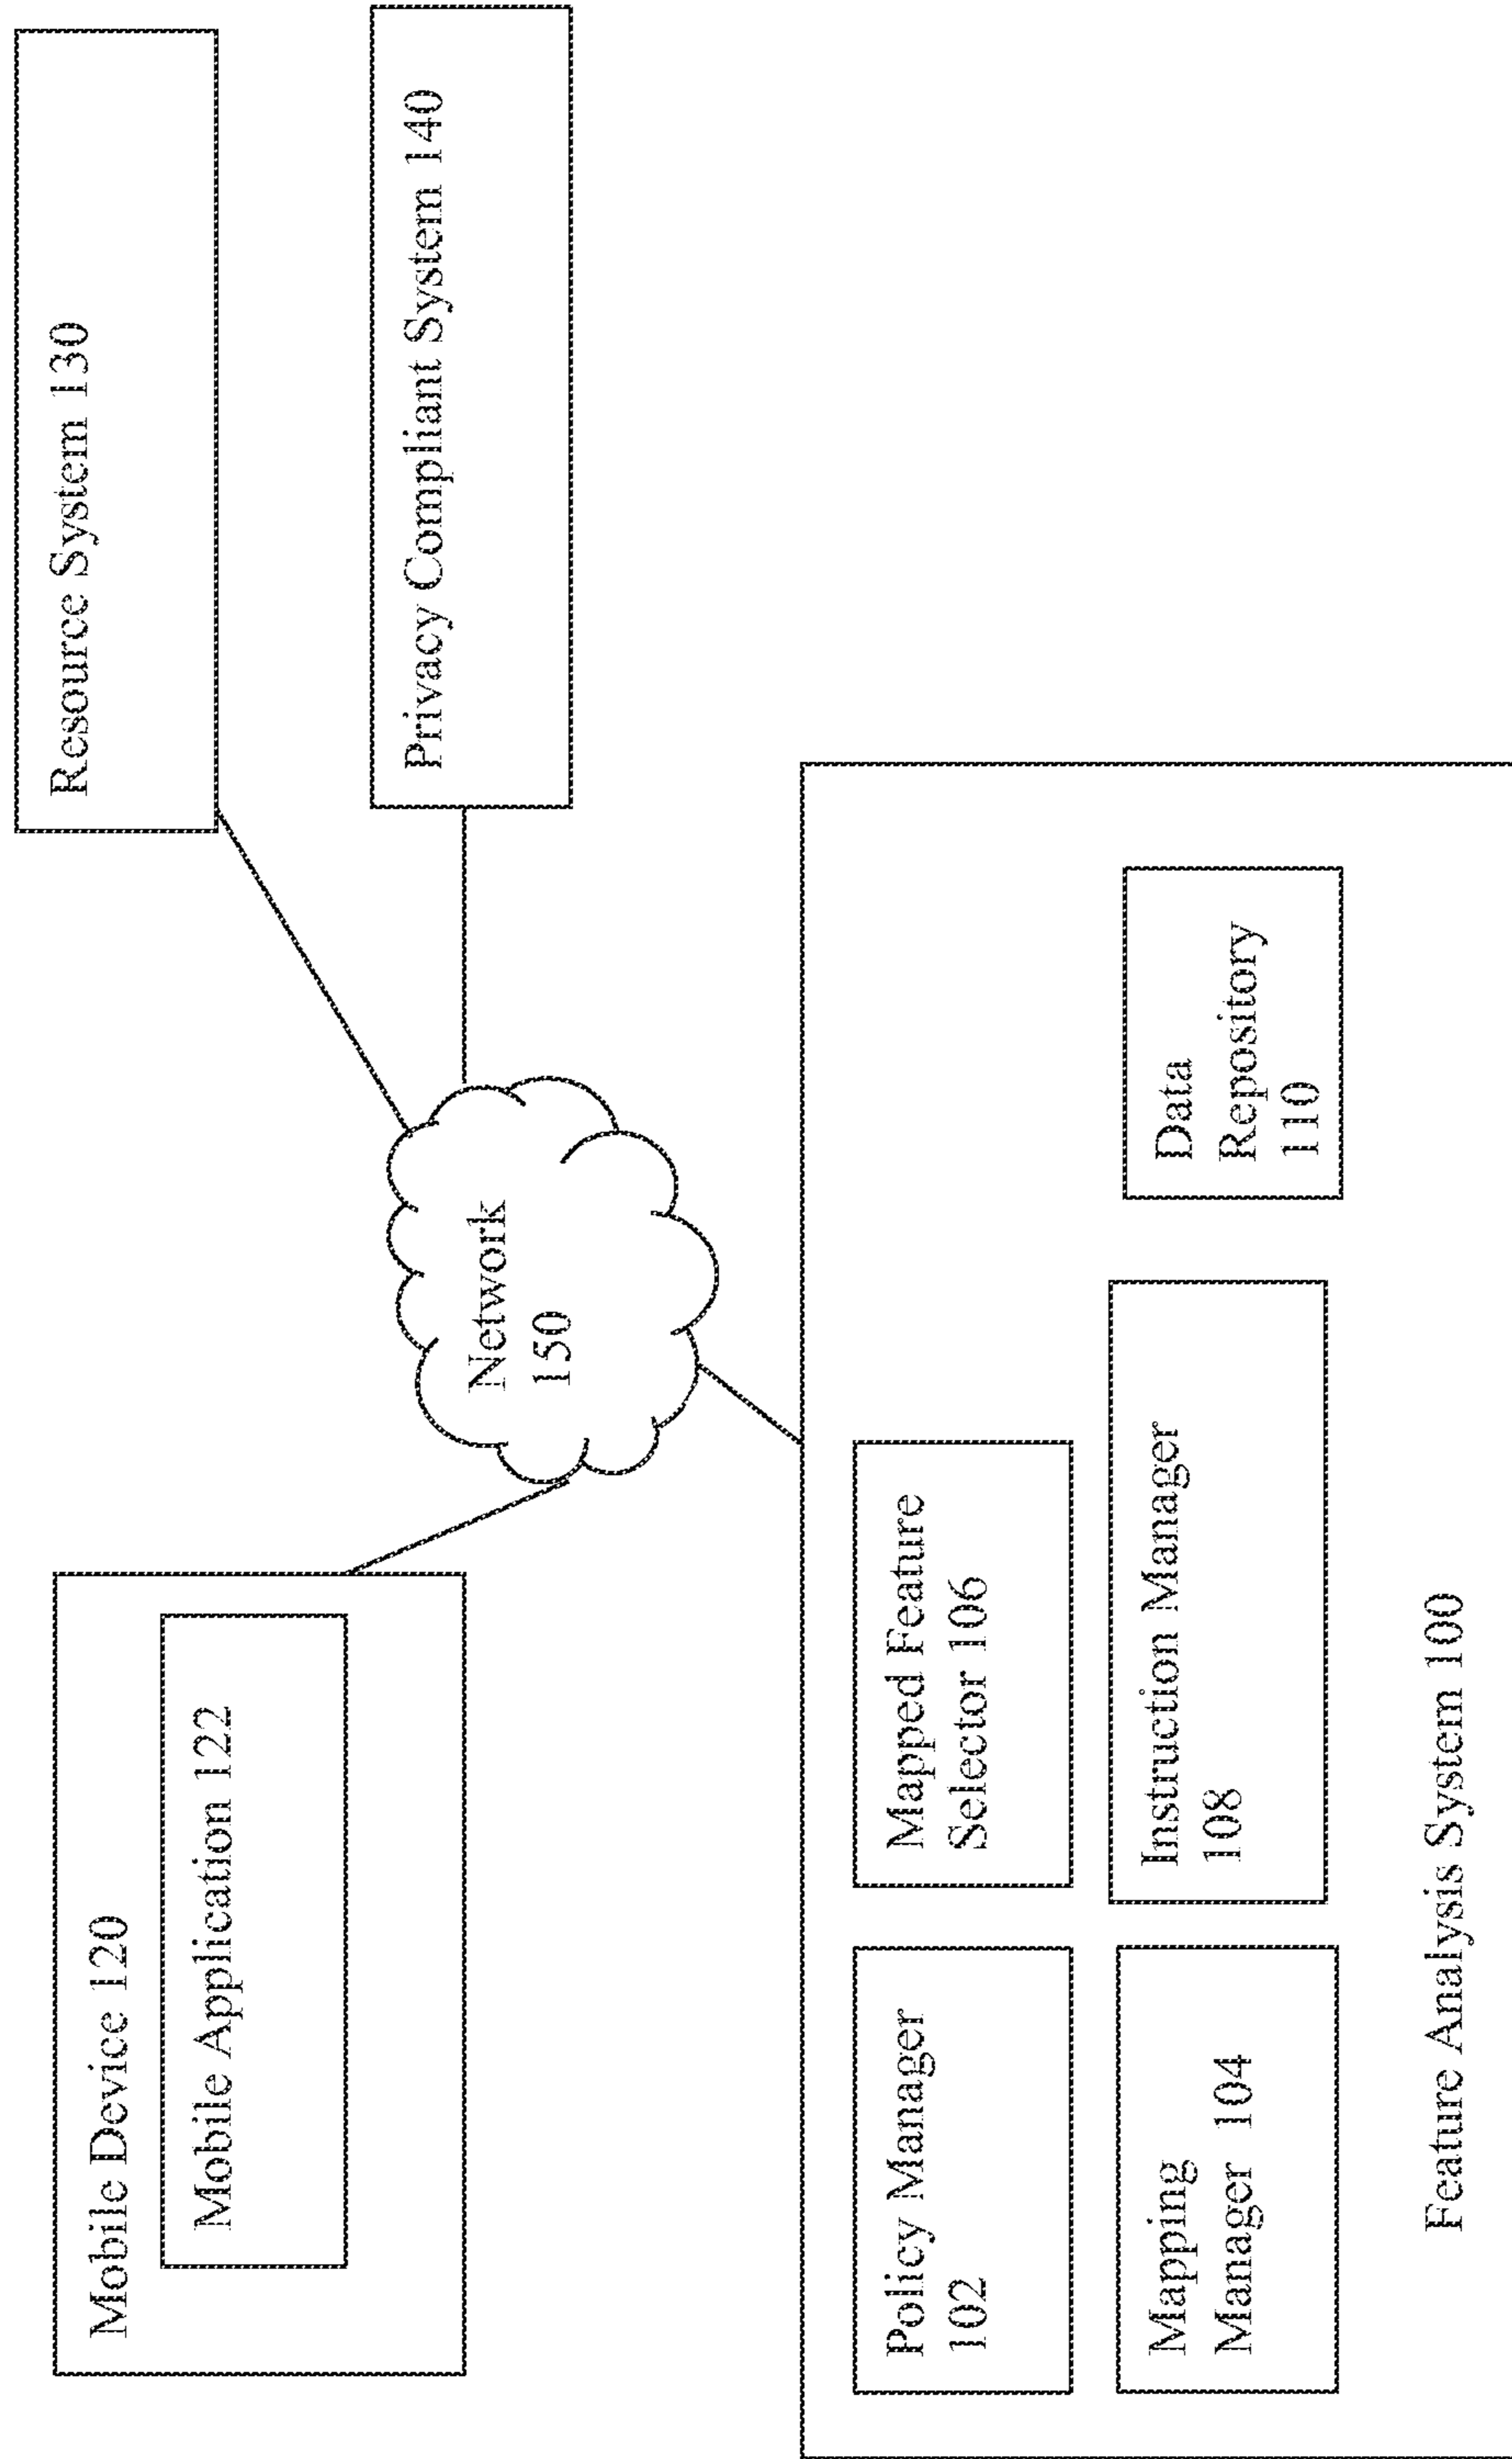 Mobile Device 120
Mobile Application 122
Resource System 130
Privacy Compliant System 140
Network
150
Policy Manager
102
Mapped Feature
Selector 106
Mapping
Manager 104
Instruction Manager
108
Data
Repository
110
Feature Analysis System 100